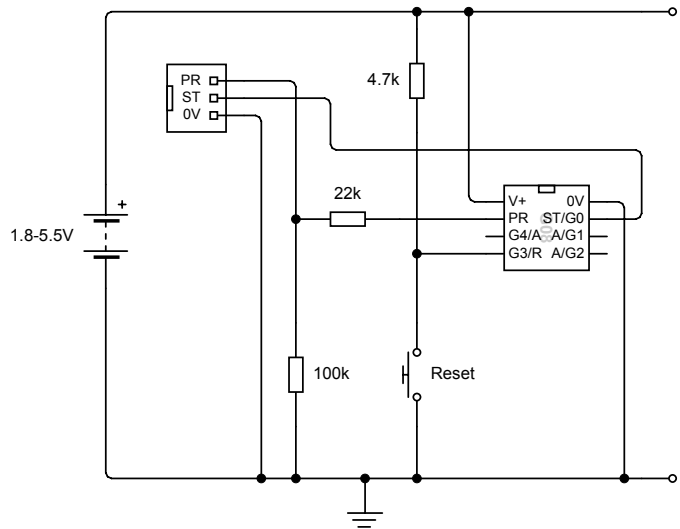 PR
ST
0V
4.7k
22k
1.8-5.5V
+
V+ 0V
PR ST/G0
G4/A A/G1
G3/R A/G2
808
100k
Reset